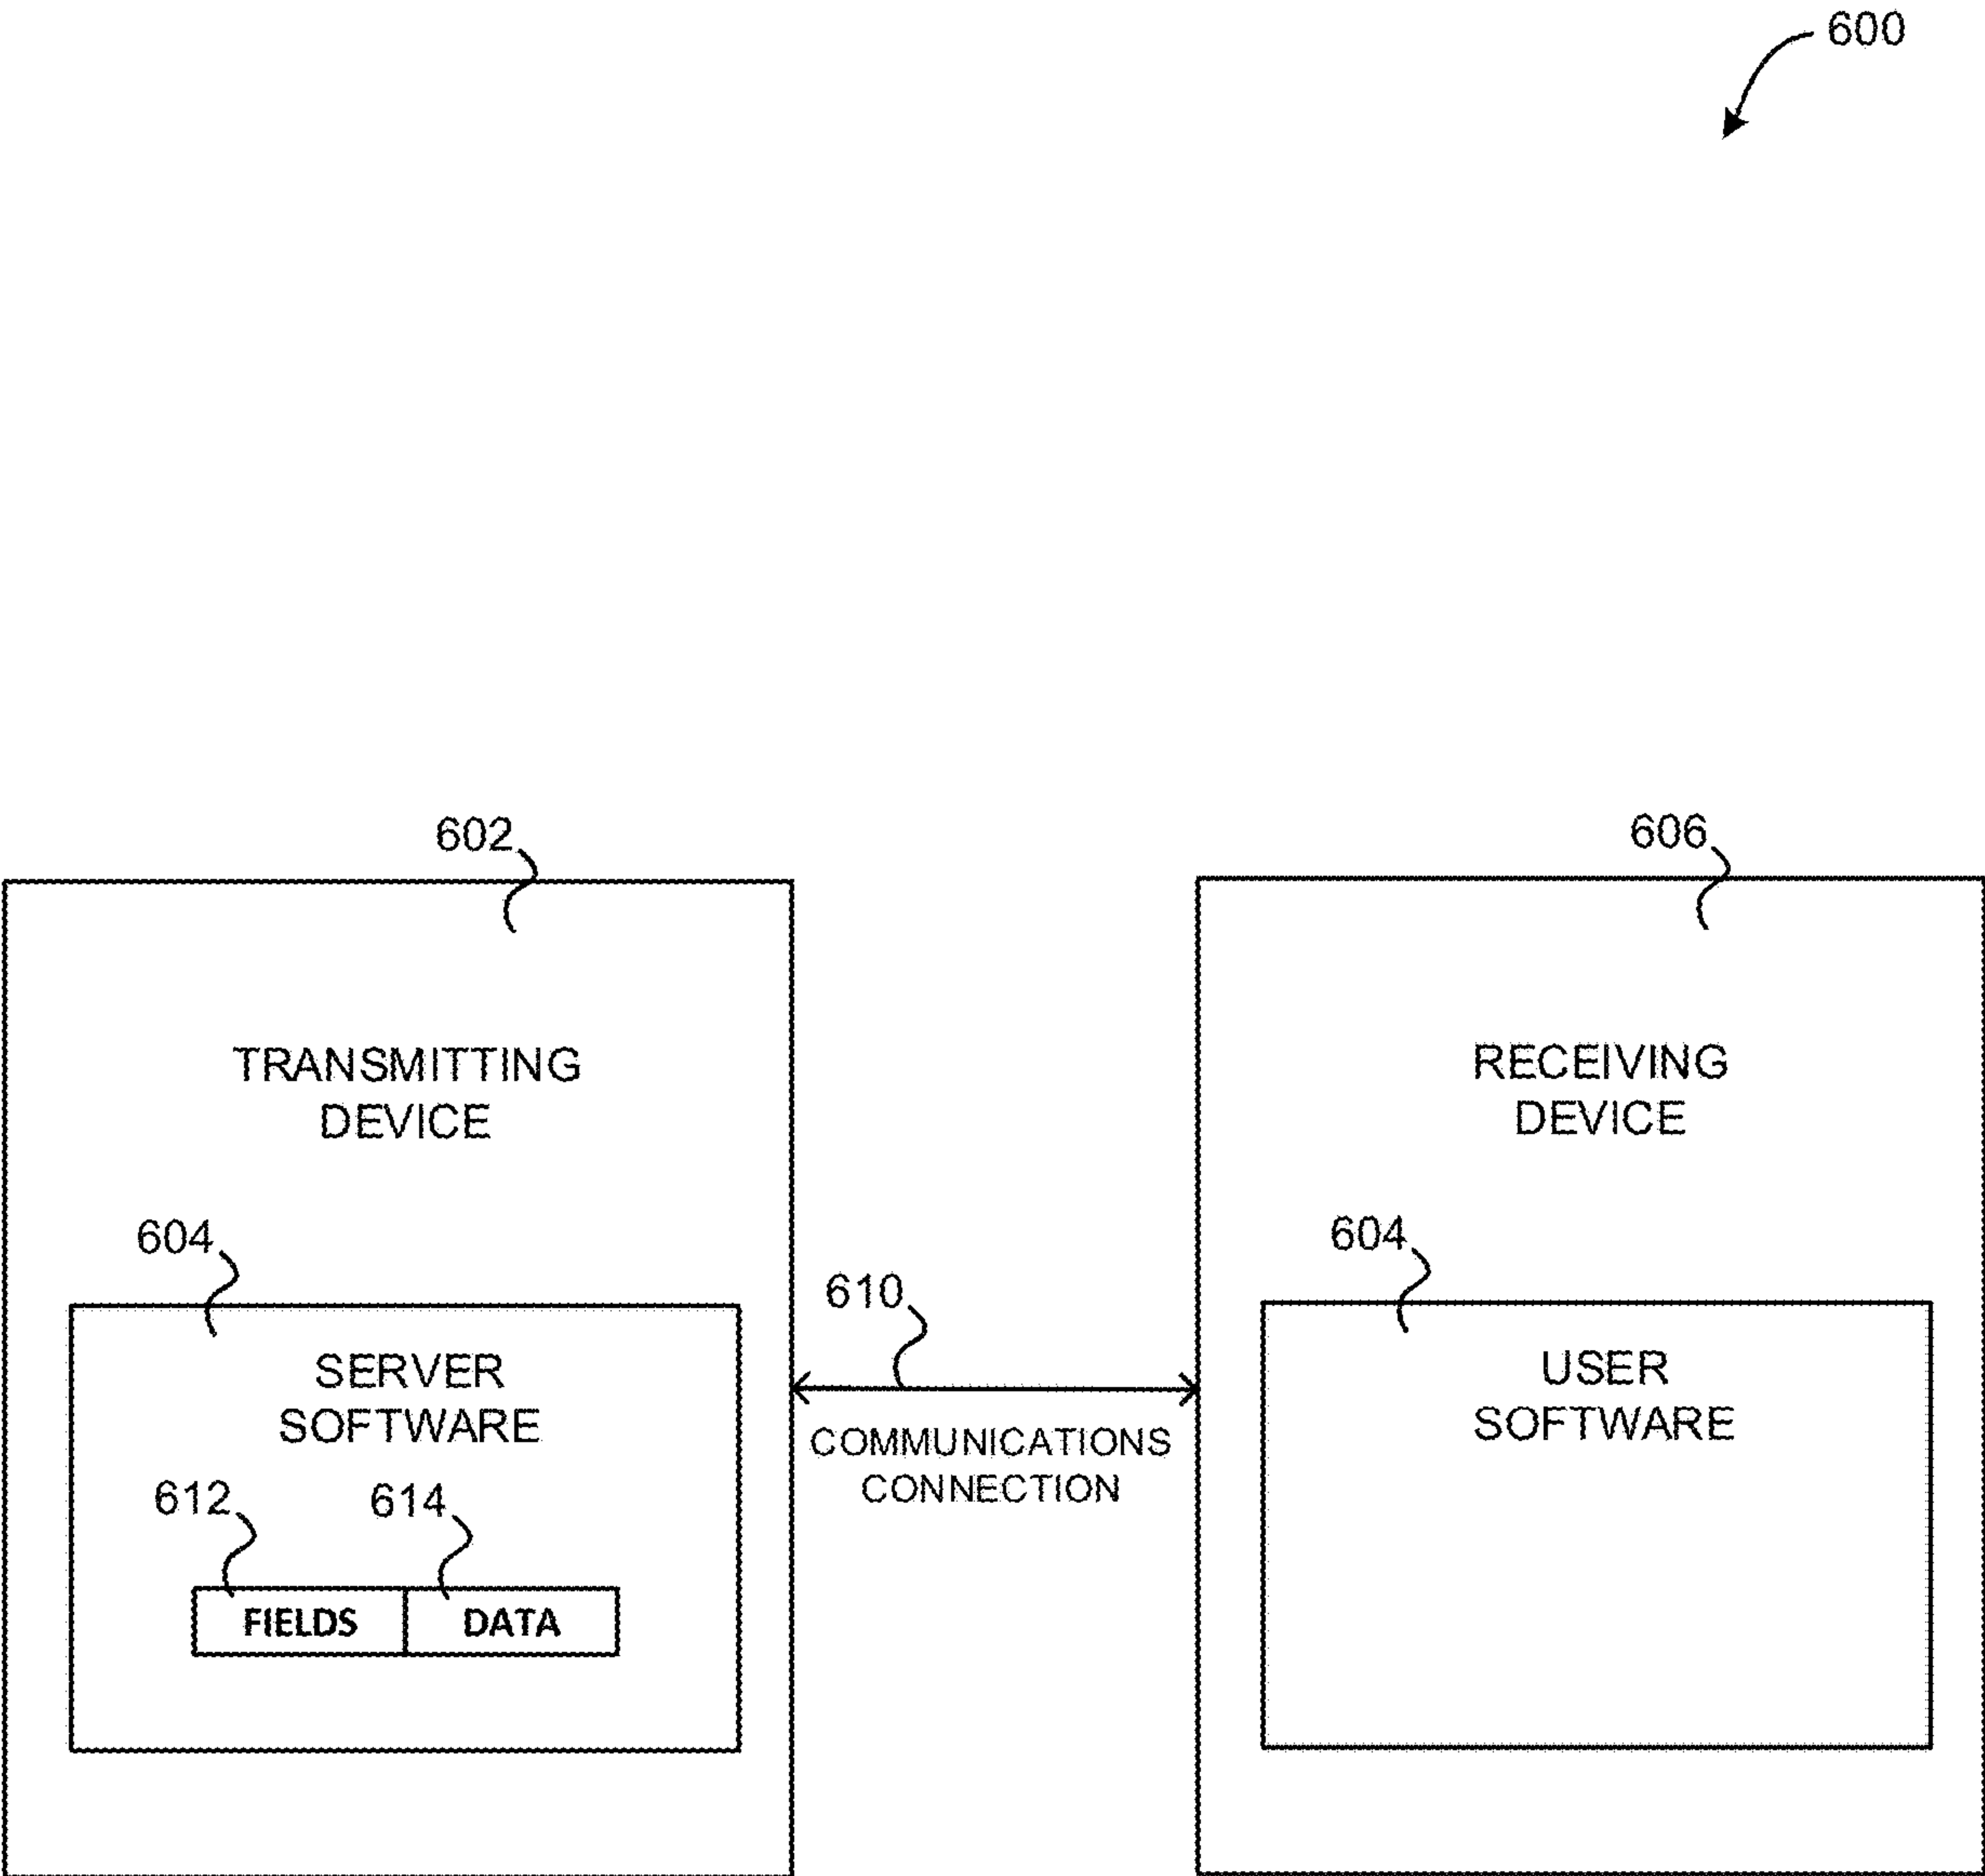 600
602
606
TRANSMITTING
DEVICE
RECEIVING
DEVICE
604
604
610
SERVER
SOFTWARE
USER
SOFTWARE
COMMUNICATIONS
CONNECTION
612
614
FIELDS
DATA